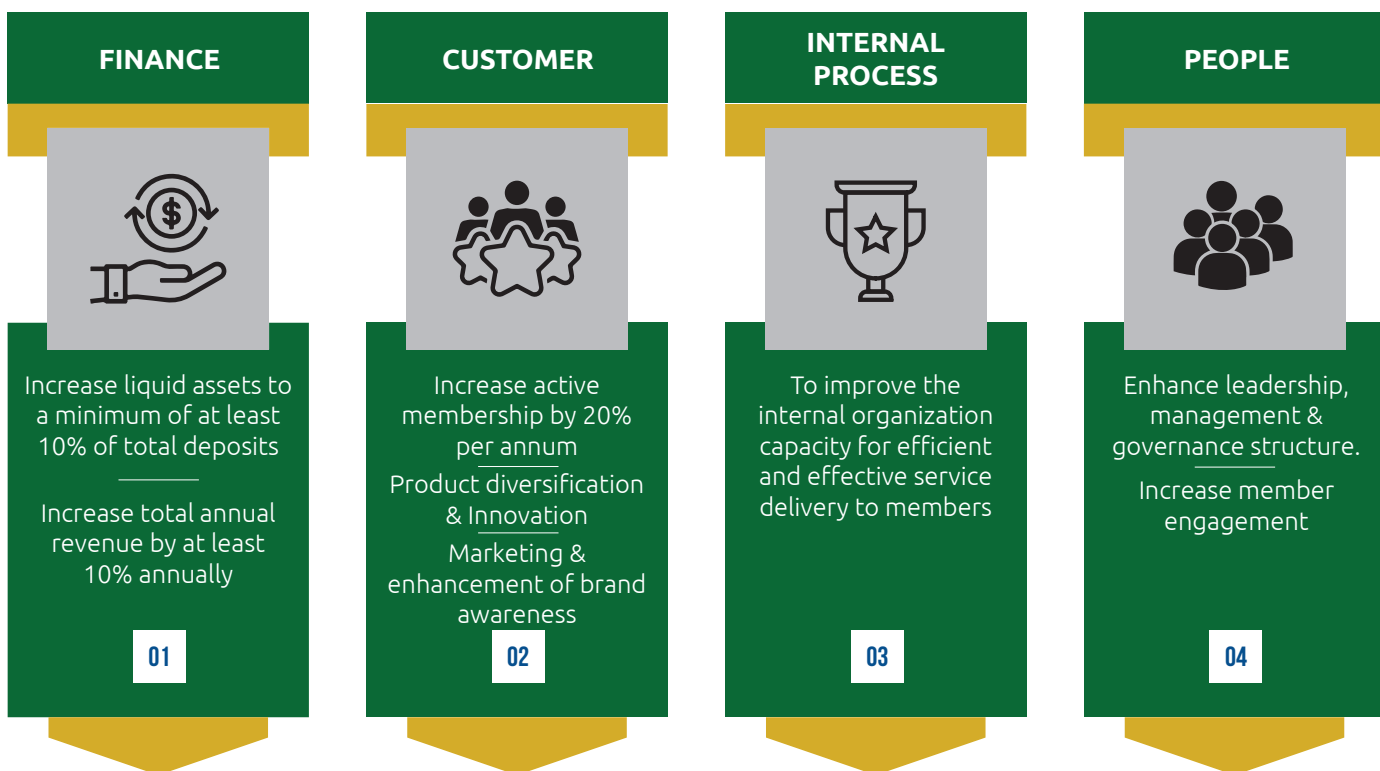 FINANCE
$
Increase liquid assets to
a minimum of at least
10% of total deposits
Increase total annual
revenue by at least
10% annually
01
CUSTOMER
Increase active
membership by 20%
per annum
Product diversification
& Innovation
Marketing &
enhancement of brand
awareness
02
INTERNAL
PROCESS
To improve the
internal organization
capacity for efficient
and effective service
delivery to members
03
PEOPLE
Enhance leadership,
management &
governance structure.
Increase member
engagement
04